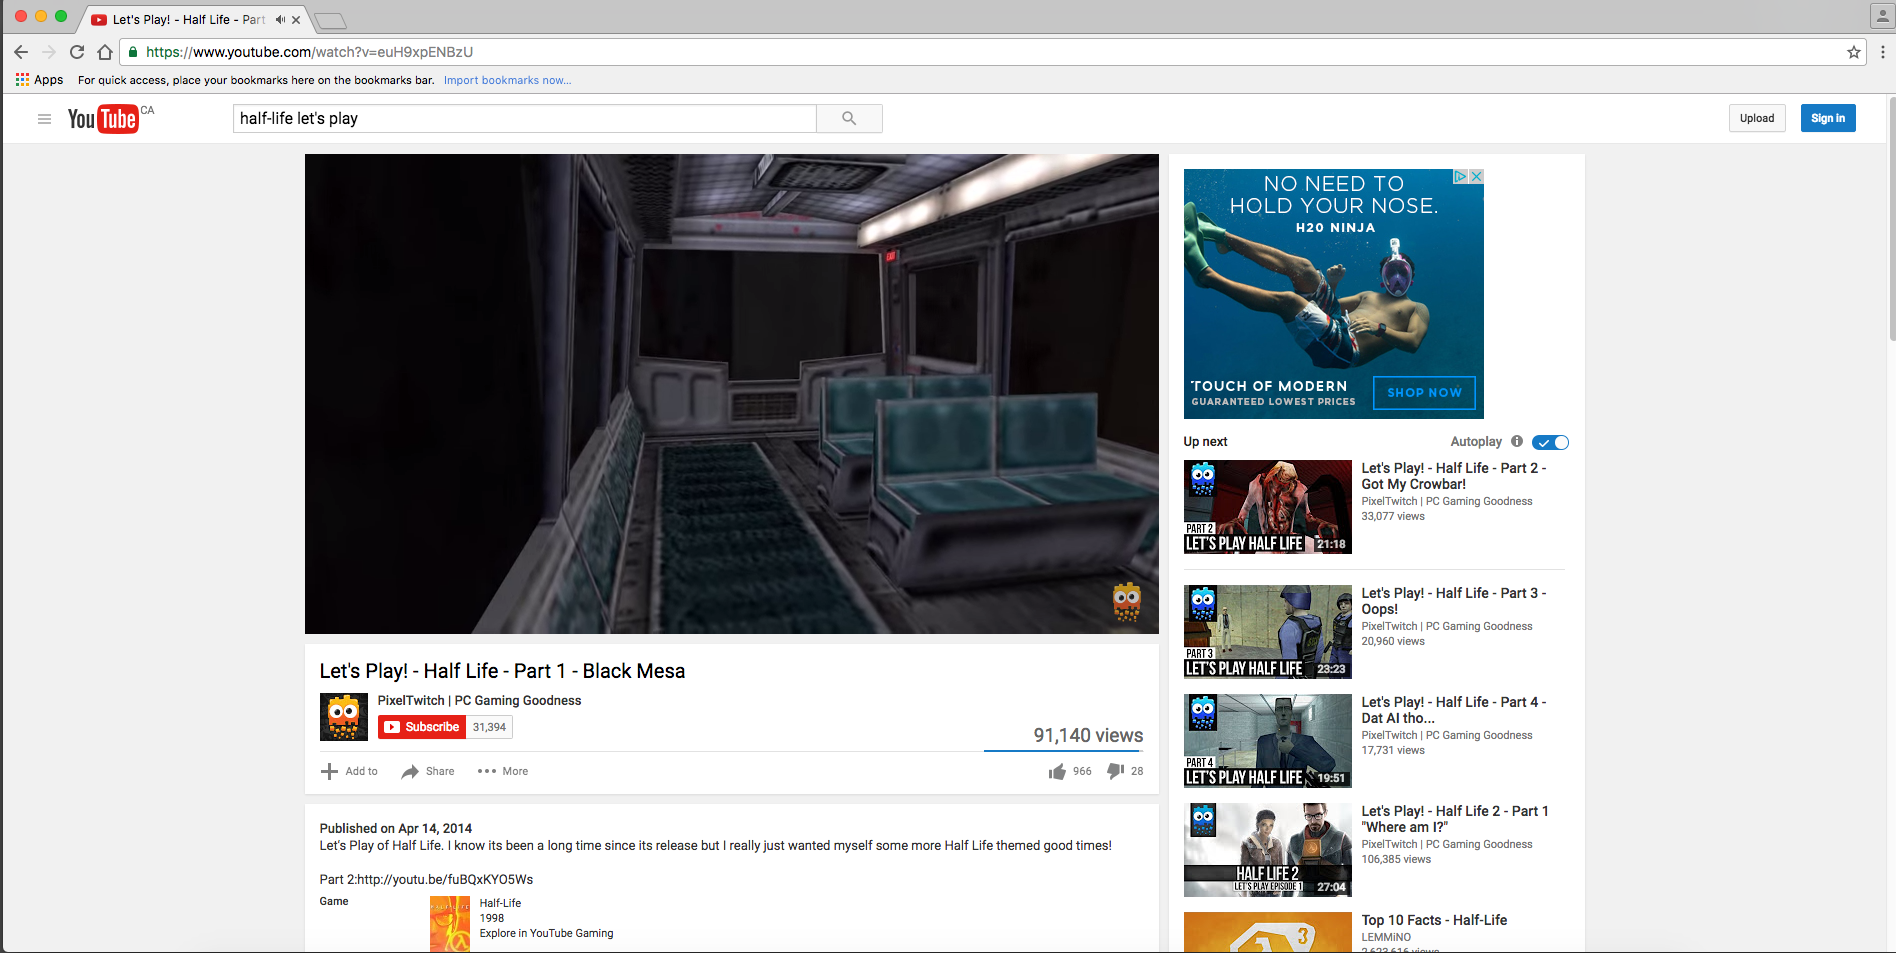 Let's Play! - Half Life - Part
https://www.youtube.com/watch?v=euH9xpENBzU
Apps For quick access, place your bookmarks here on the bookmarks bar. Import bookmarks now...
YouTube CA
half-life let's play
Upload
Sign in
EXIT
NO NEED TO
HOLD YOUR NOSE.
H20 NINJA
TOUCH OF MODERN
GUARANTEED LOWEST PRICES
SHOP NOW
Let's Play! - Half Life - Part 1 - Black Mesa
PixelTwitch | PC Gaming Goodness
Subscribe 31,394
91,140 views
Add to Share More
966 28
Published on Apr 14, 2014
Let's Play of Half Life. I know its been a long time since its release but I really just wanted myself some more Half Life themed good times!
Part 2:http://youtu.be/fuBQxKYO5Ws
Game
Half-Life
1998
Explore in YouTube Gaming
Up next
Autoplay
PART 2
LET'S PLAY HALF LIFE
21:18
Let's Play! - Half Life - Part 2 -
Got My Crowbar!
PixelTwitch | PC Gaming Goodness
33,077 views
PART 3
LET'S PLAY HALF LIFE
23:23
Let's Play! - Half Life - Part 3 -
Oops!
PixelTwitch | PC Gaming Goodness
20,960 views
PART 4
LET'S PLAY HALF LIFE
19:51
Let's Play! - Half Life - Part 4 -
Dat AI tho...
PixelTwitch | PC Gaming Goodness
17,731 views
HALF LIFE 2
LET'S PLAY EPISODE 1
27:04
Let's Play! - Half Life 2 - Part 1
"Where am I?"
PixelTwitch | PC Gaming Goodness
106,385 views
3
Top 10 Facts - Half-Life
LEMMiNO
2,623,616 views